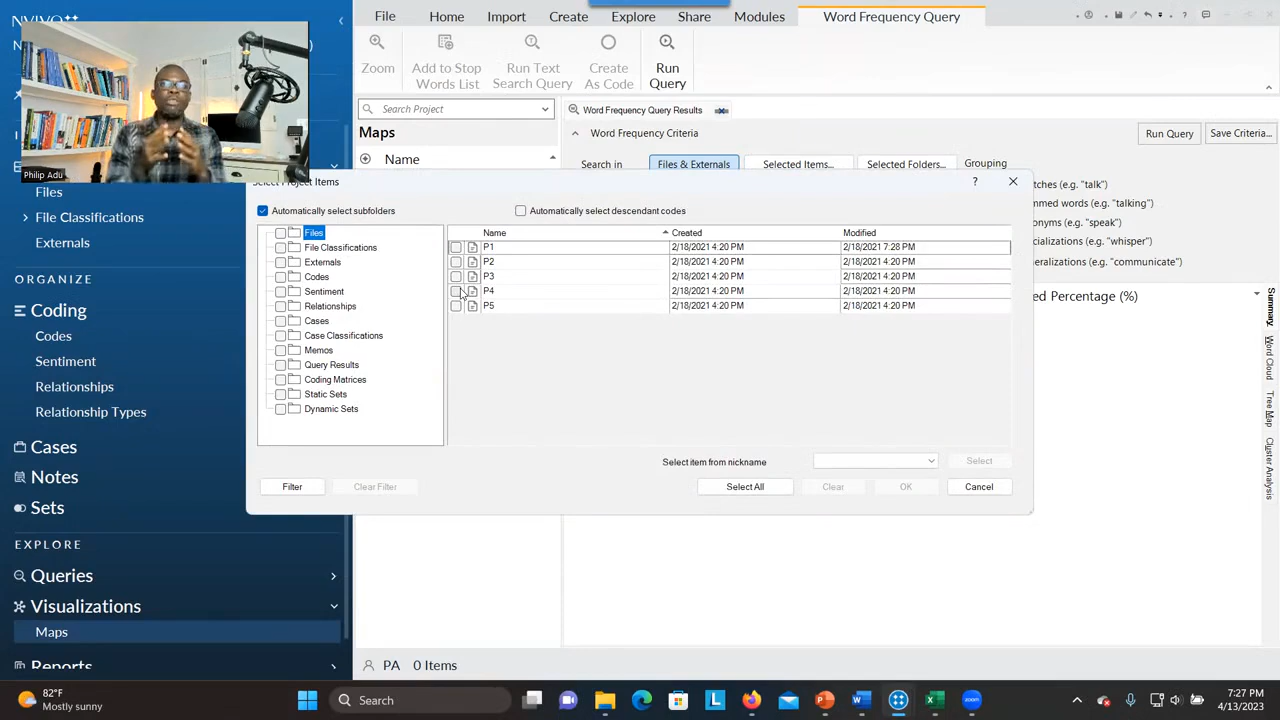 NVIVO
File Home Import Create Explore Share Modules Word Frequency Query
Zoom
Add to Stop Words List
Run Text Search Query
Create As Code
Run Query
Search Project
Word Frequency Query Results
Maps
Word Frequency Criteria
Run Query
Save Criteria...
Name
Search in
Files & Externals
Selected Items...
Selected Folders...
Grouping
Philip Adu
Select Project Items
?
Automatically select subfolders
Automatically select descendant codes
Files
File Classifications
Externals
Codes
Sentiment
Relationships
Cases
Case Classifications
Memos
Query Results
Coding Matrices
Static Sets
Dynamic Sets
Name Created Modified
P1 2/18/2021 4:20 PM 2/18/2021 7:28 PM
P2 2/18/2021 4:20 PM 2/18/2021 4:20 PM
P3 2/18/2021 4:20 PM 2/18/2021 4:20 PM
P4 2/18/2021 4:20 PM 2/18/2021 4:20 PM
P5 2/18/2021 4:20 PM 2/18/2021 4:20 PM
Select item from nickname
Select
Filter
Clear Filter
Select All
Clear
OK
Cancel
(e.g. "talk")
words (e.g. "talking")
(e.g. "speak")
(e.g. "whisper")
(e.g. "communicate")
Percentage (%)
Summary
Word Cloud
Tree Map
Cluster Analysis
Files
File Classifications
Externals
ORGANIZE
Coding
Codes
Sentiment
Relationships
Relationship Types
Cases
Notes
Sets
EXPLORE
Queries
Visualizations
Maps
Reports
PA 0 Items
82°F
Mostly sunny
Search
7:27 PM
4/13/2023